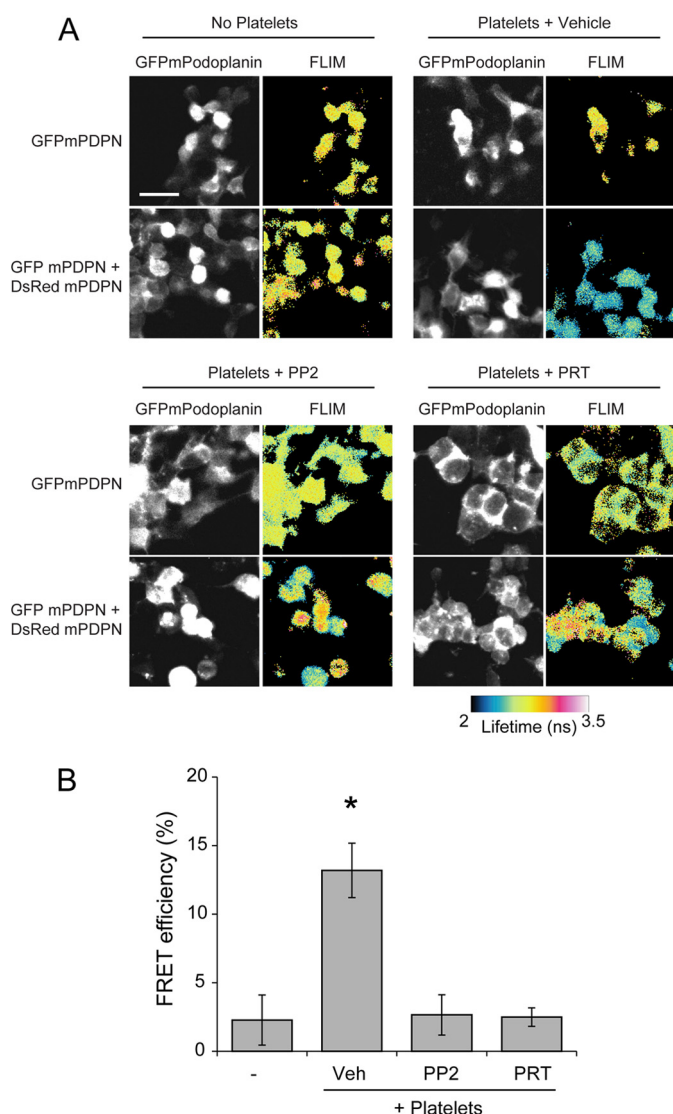 A
No Platelets
Platelets + Vehicle
GFPmPodoplanin
FLIM
GFPmPodoplanin
FLIM
GFPmPDPN
GFP mPDPN +
DsRed mPDPN
Platelets + PP2
Platelets + PRT
GFPmPodoplanin
FLIM
GFPmPodoplanin
FLIM
GFPmPDPN
GFP mPDPN +
DsRed mPDPN
2 Lifetime (ns) 3.5
B
FRET efficiency (%)
20
15
10
5
0
*
- Veh PP2 PRT
+ Platelets